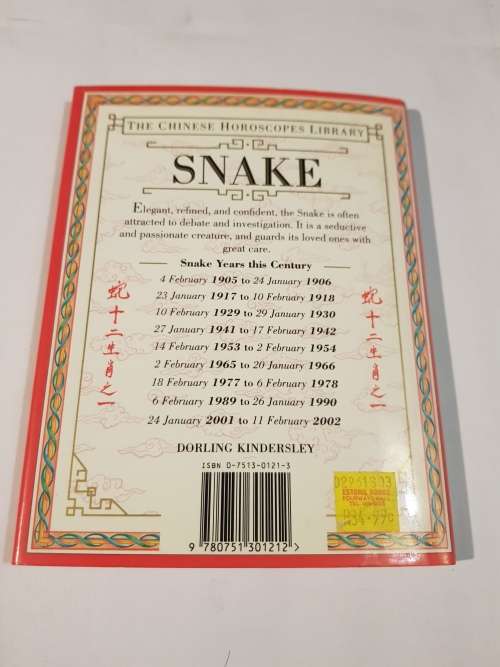 THE CHINESE HOROSCOPES LIBRARY
SNAKE
Elegant, refined, and confident, the Snake is often
attracted to debate and investigation. It is a seductive
and passionate creature, and guards its loved ones with
great care.
Snake Years this Century
4 February 1905 to 24 January 1906
23 January 1917 to 10 February 1918
10 February 1929 to 29 January 1930
27 January 1941 to 17 February 1942
14 February 1953 to 2 February 1954
2 February 1965 to 20 January 1966
18 February 1977 to 6 February 1978
6 February 1989 to 26 January 1990
24 January 2001 to 11 February 2002
蛇十二生肖之一
蛇十二生肖之一
DORLING KINDERSLEY
ISBN 0-7513-0121-3
9 780751 301212 >